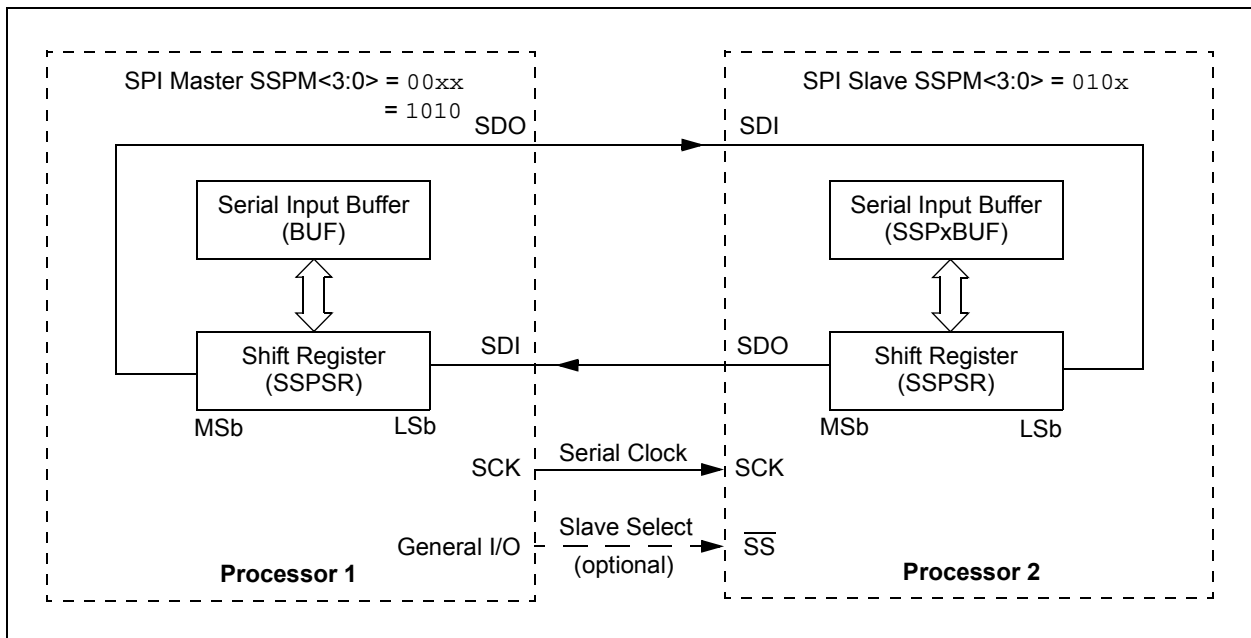 SPI Master SSPM<3:0> = 00xx
= 1010
SDO
Serial Input Buffer
(BUF)
Shift Register
(SSPSR)
MSb
LSb
SDI
SCK
General I/O
Processor 1
Serial Clock
Slave Select
(optional)
SPI Slave SSPM<3:0> = 010x
SDI
Serial Input Buffer
(SSPxBUF)
SDO
Shift Register
(SSPSR)
MSb
LSb
SCK
S̅S̅
Processor 2